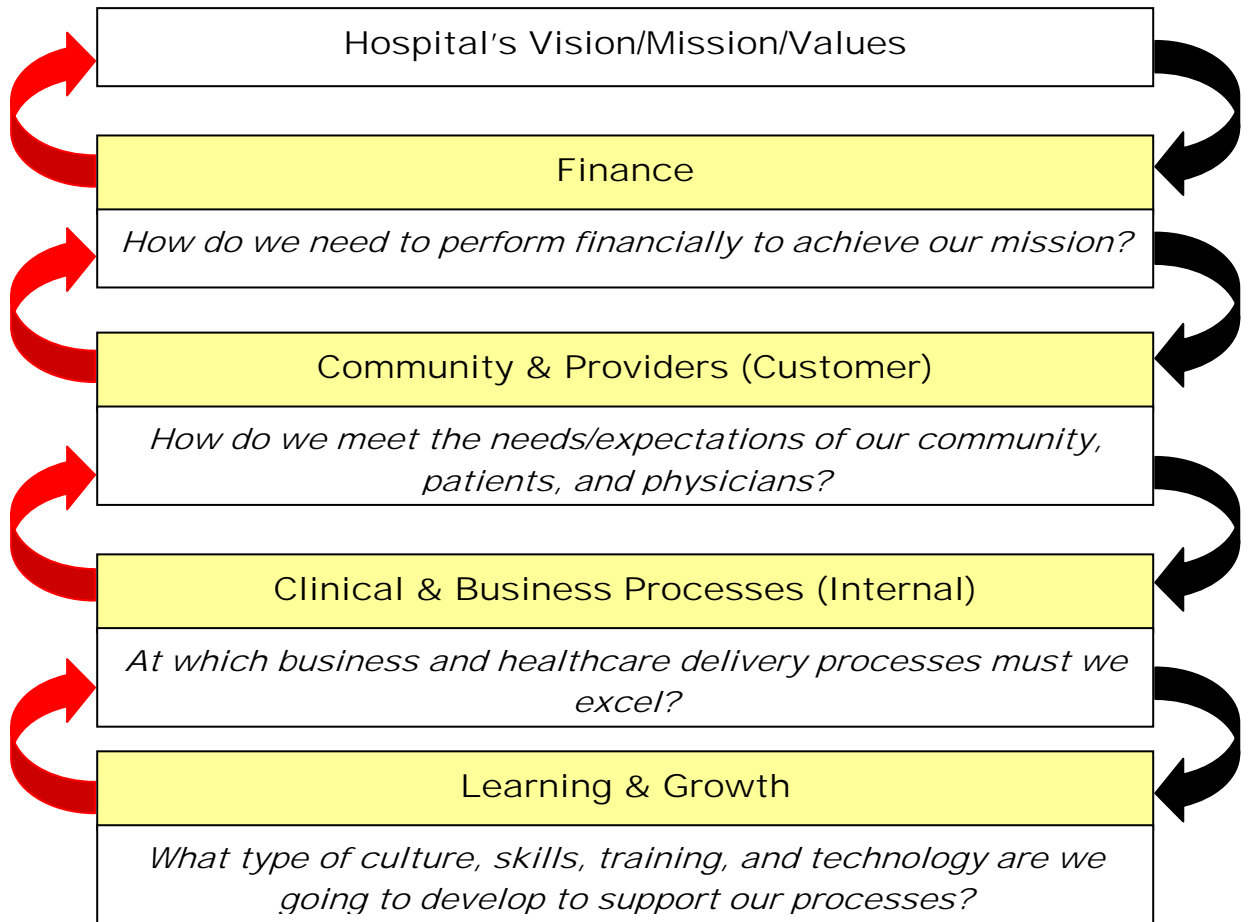 Hospital's Vision/Mission/Values
Finance
How do we need to perform financially to achieve our mission?
Community & Providers (Customer)
How do we meet the needs/expectations of our community,
patients, and physicians?
Clinical & Business Processes (Internal)
At which business and healthcare delivery processes must we
excel?
Learning & Growth
What type of culture, skills, training, and technology are we
going to develop to support our processes?